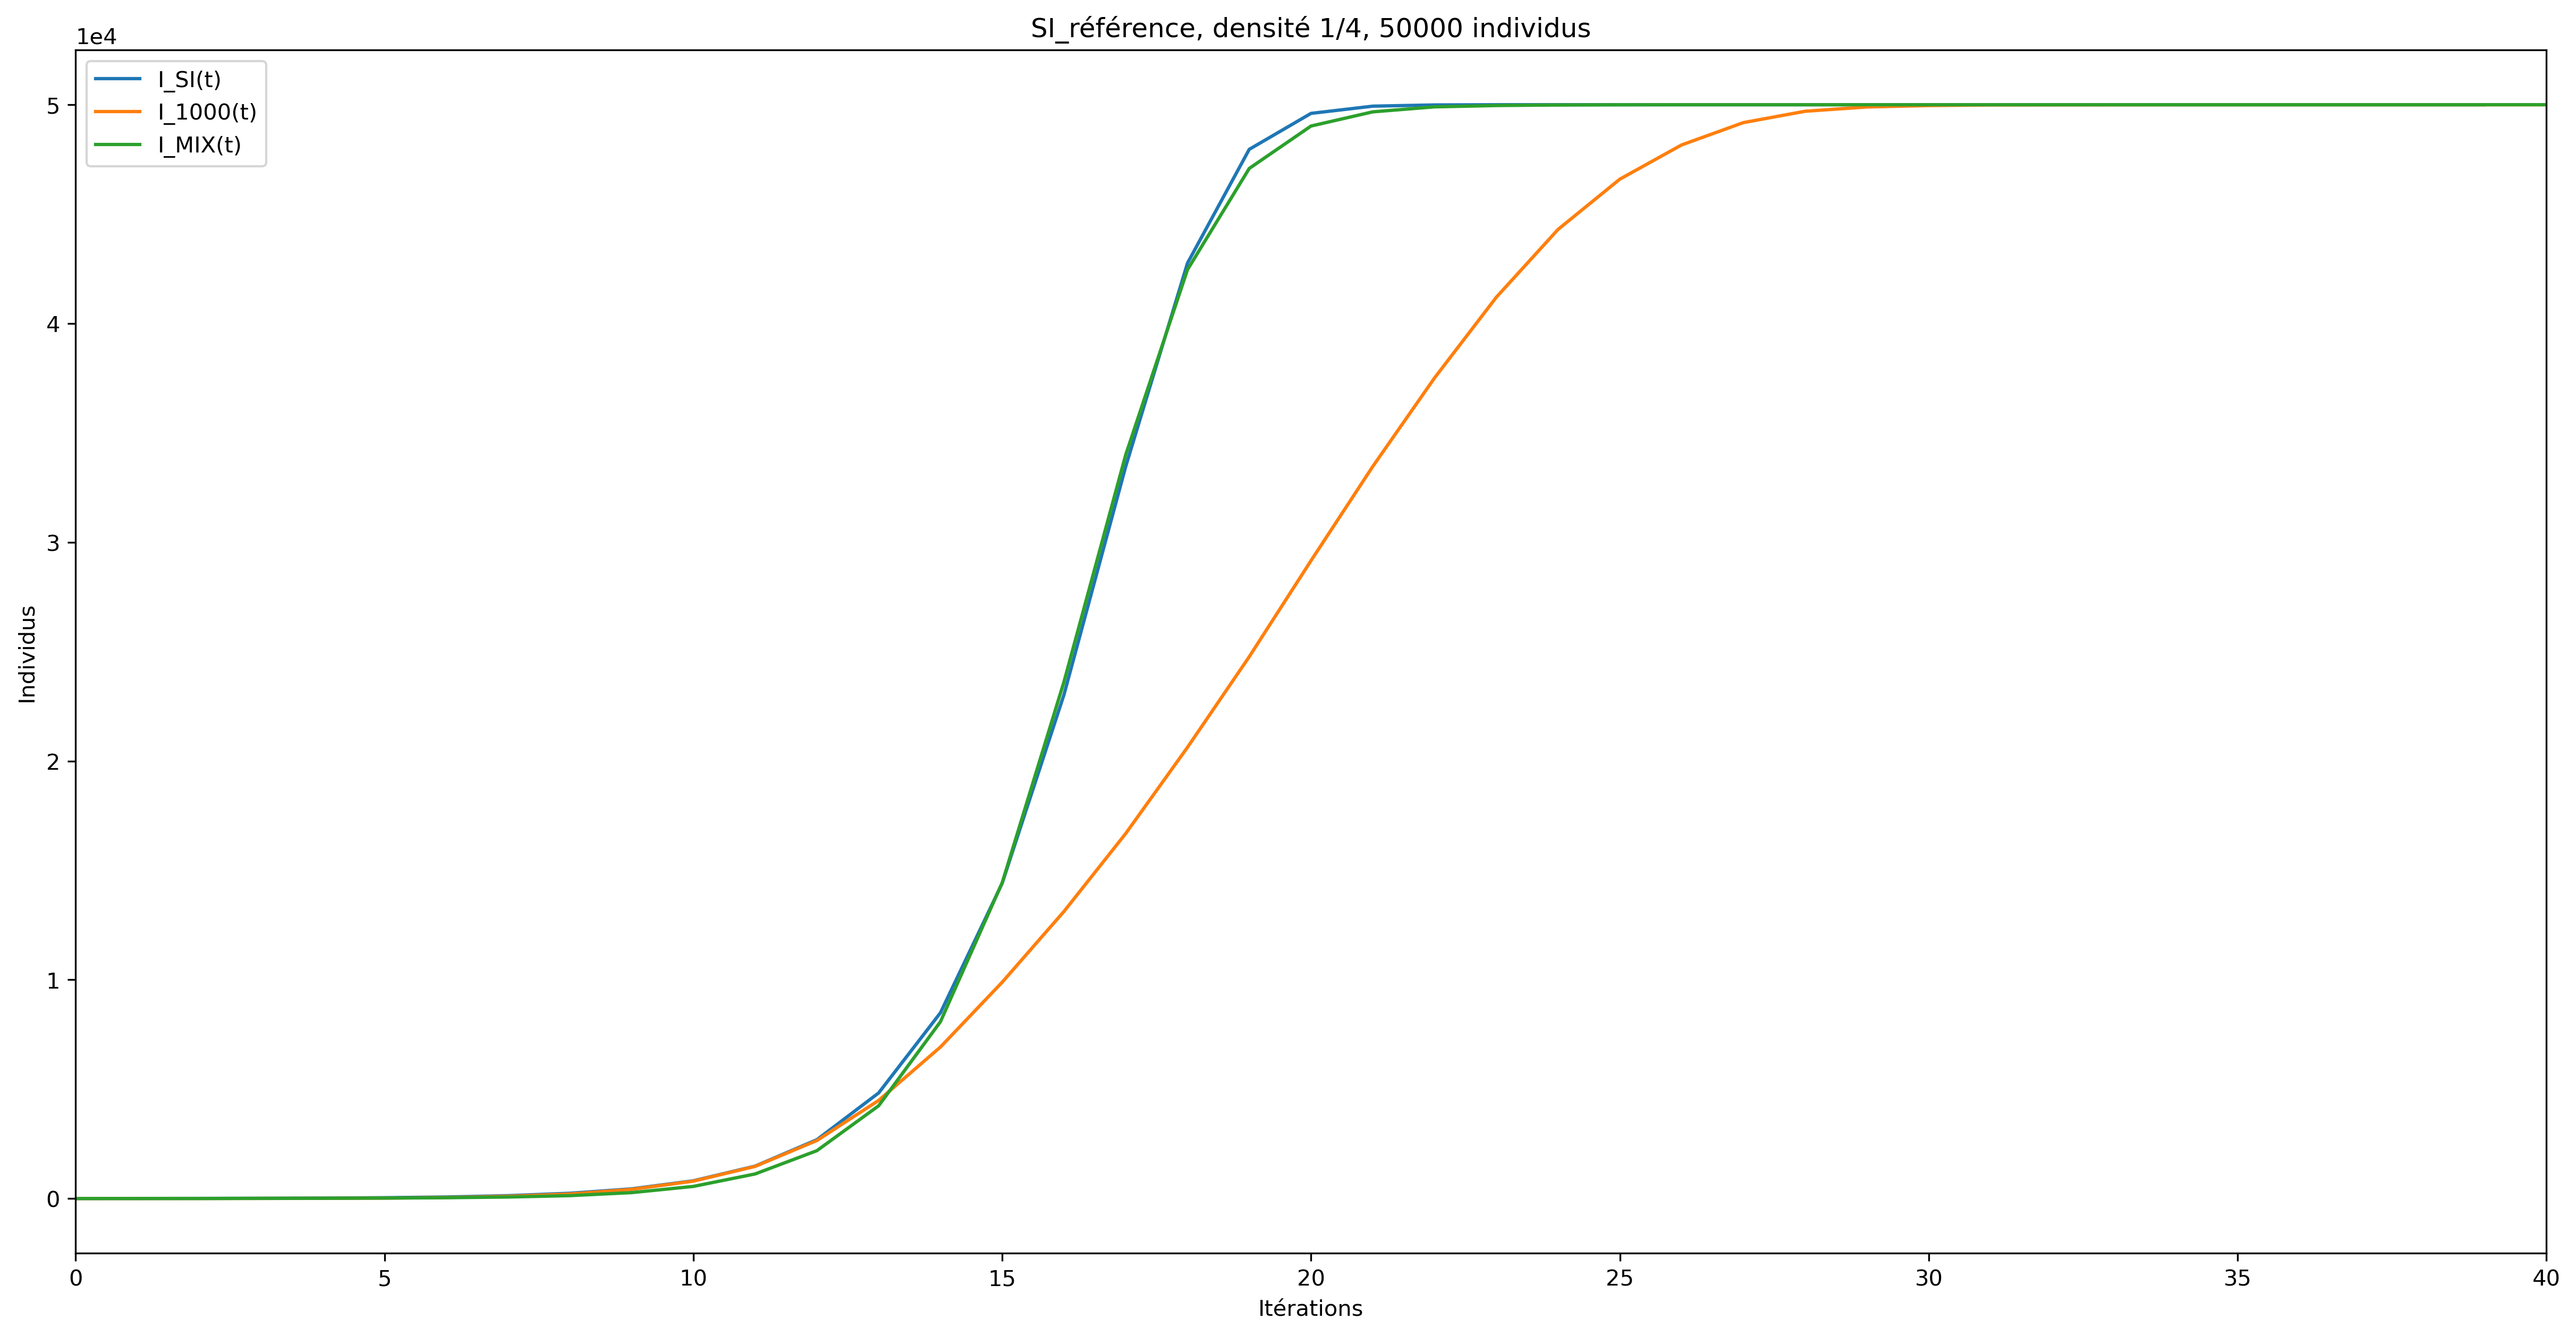 SI_référence, densité 1/4, 50000 individus
1e4
I_SI(t)
I_1000(t)
I_MIX(t)
5
4
3
2
1
0
Individus
0 5 10 15 20 25 30 35 40
Itérations